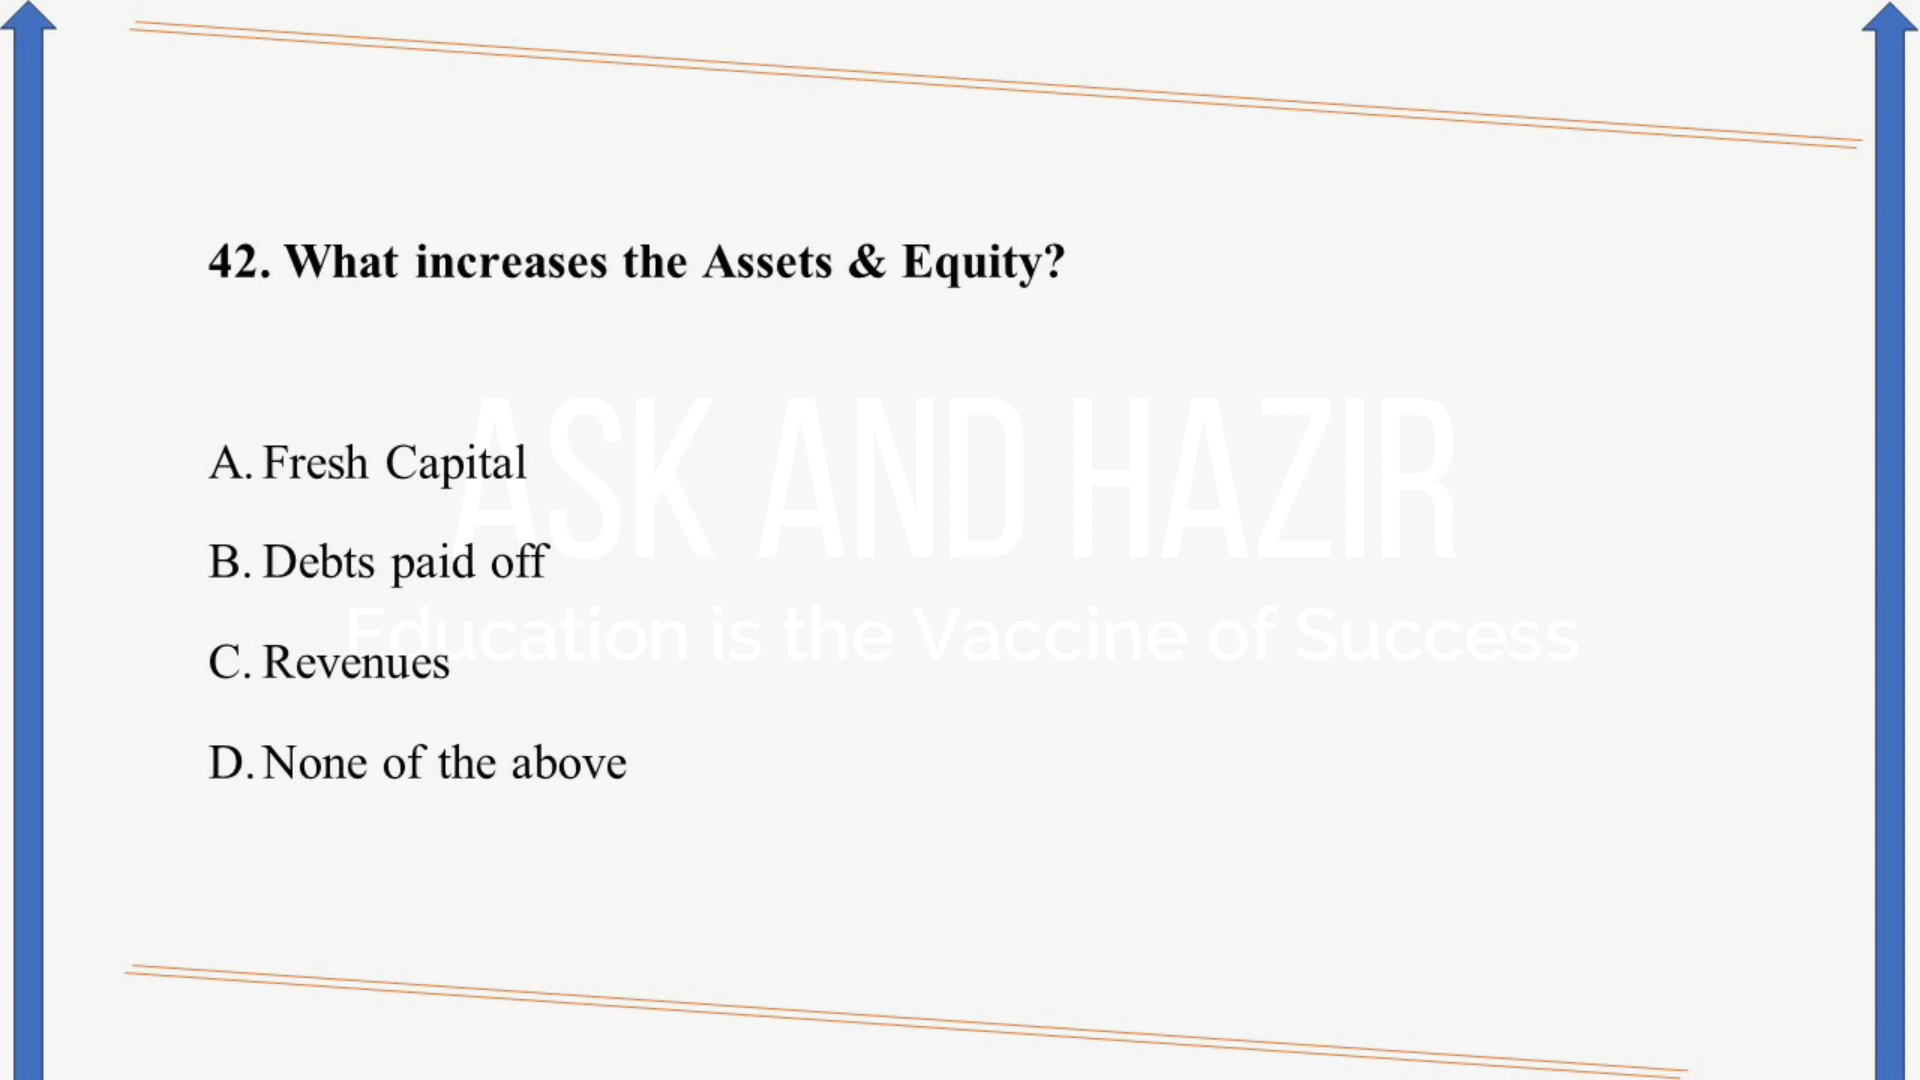 42. What increases the Assets & Equity?
ASK AND HAZIR
A. Fresh Capital
B. Debts paid off
Education is the Vaccine of Success
C. Revenues
D. None of the above